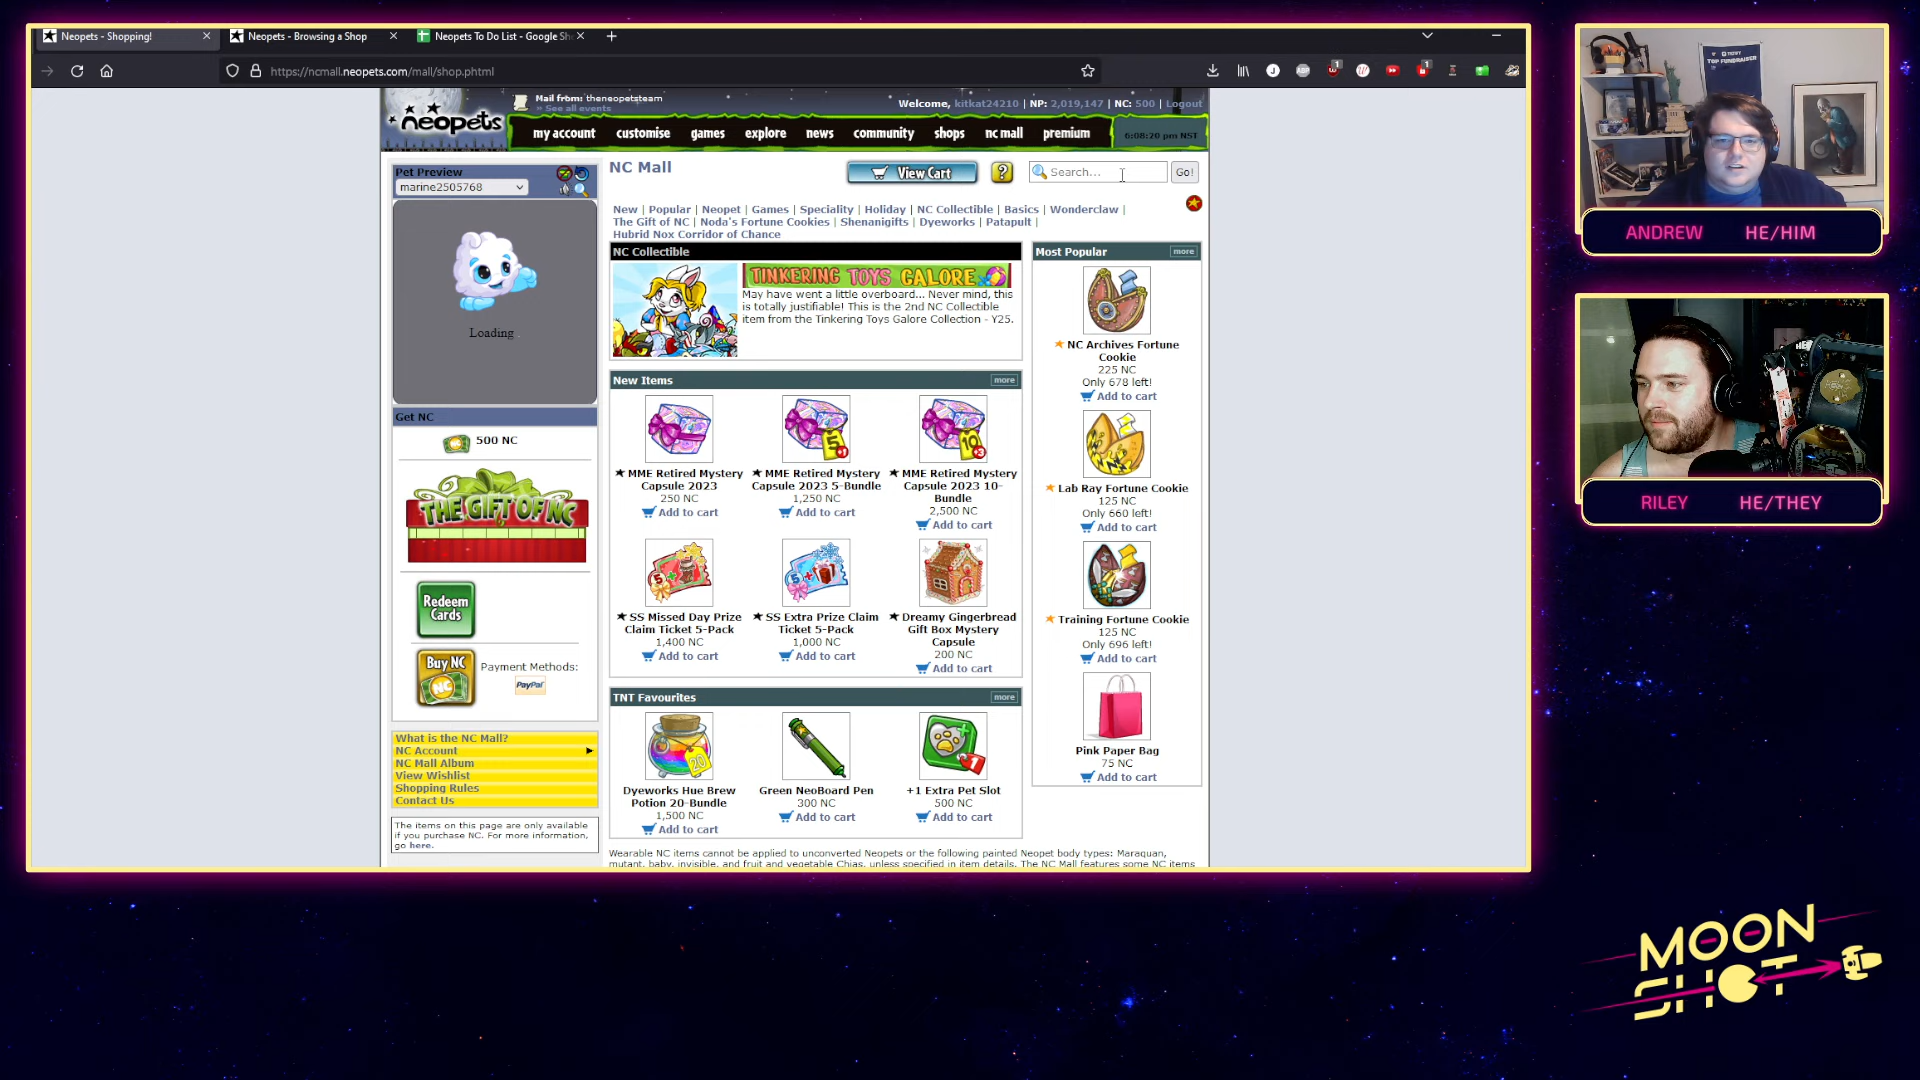 Neopets - Shopping!
Neopets - Browsing a Shop
Neopets To Do List - Google Sh
https://ncmall.neopets.com/mall/shop.phtml
Mail from: theneopetsteam
» See all events
Welcome, kitkat24210 | NP: 2,019,147 | NC: 500 | Logout
neopets
my account
customise
games
explore
news
community
shops
nc mall
premium
6:08:20 pm NST
Pet Preview
marine2505768
Loading
Get NC
500 NC
THE GIFT OF NC
Redeem Cards
Buy NC
NC
Payment Methods:
PayPal
What is the NC Mall?
NC Account
NC Mall Album
View Wishlist
Shopping Rules
Contact Us
The items on this page are only available
if you purchase NC. For more information,
go here.
NC Mall
View Cart
?
Search...
Go!
New | Popular | Neopet | Games | Speciality | Holiday | NC Collectible | Basics | Wonderclaw |
The Gift of NC | Noda's Fortune Cookies | Shenanigifts | Dyeworks | Patapult |
Hubrid Nox Corridor of Chance
NC Collectible
TINKERING TOYS GALORE
May have went a little overboard... Never mind, this
is totally justifiable! This is the 2nd NC Collectible
item from the Tinkering Toys Galore Collection - Y25.
New Items
more
MME Retired Mystery
Capsule 2023
250 NC
Add to cart
5
+1
MME Retired Mystery
Capsule 2023 5-Bundle
1,250 NC
Add to cart
10
+3
MME Retired Mystery
Capsule 2023 10-
Bundle
2,500 NC
Add to cart
5
SS Missed Day Prize
Claim Ticket 5-Pack
1,400 NC
Add to cart
5
SS Extra Prize Claim
Ticket 5-Pack
1,000 NC
Add to cart
Dreamy Gingerbread
Gift Box Mystery
Capsule
200 NC
Add to cart
TNT Favourites
more
20
Dyeworks Hue Brew
Potion 20-Bundle
1,500 NC
Add to cart
Green NeoBoard Pen
300 NC
Add to cart
1
+1 Extra Pet Slot
500 NC
Add to cart
Wearable NC items cannot be applied to unconverted Neopets or the following painted Neopet body types: Maraquan,
mutant, baby, invisible, and fruit and vegetable Chias, unless specified in item details. The NC Mall features some NC items
Most Popular
more
NC Archives Fortune
Cookie
225 NC
Only 678 left!
Add to cart
Lab Ray Fortune Cookie
125 NC
Only 660 left!
Add to cart
Training Fortune Cookie
125 NC
Only 696 left!
Add to cart
Pink Paper Bag
75 NC
Add to cart
TOP FUNDRAISER
ANDREW HE/HIM
RILEY HE/THEY
MOON
SHOT